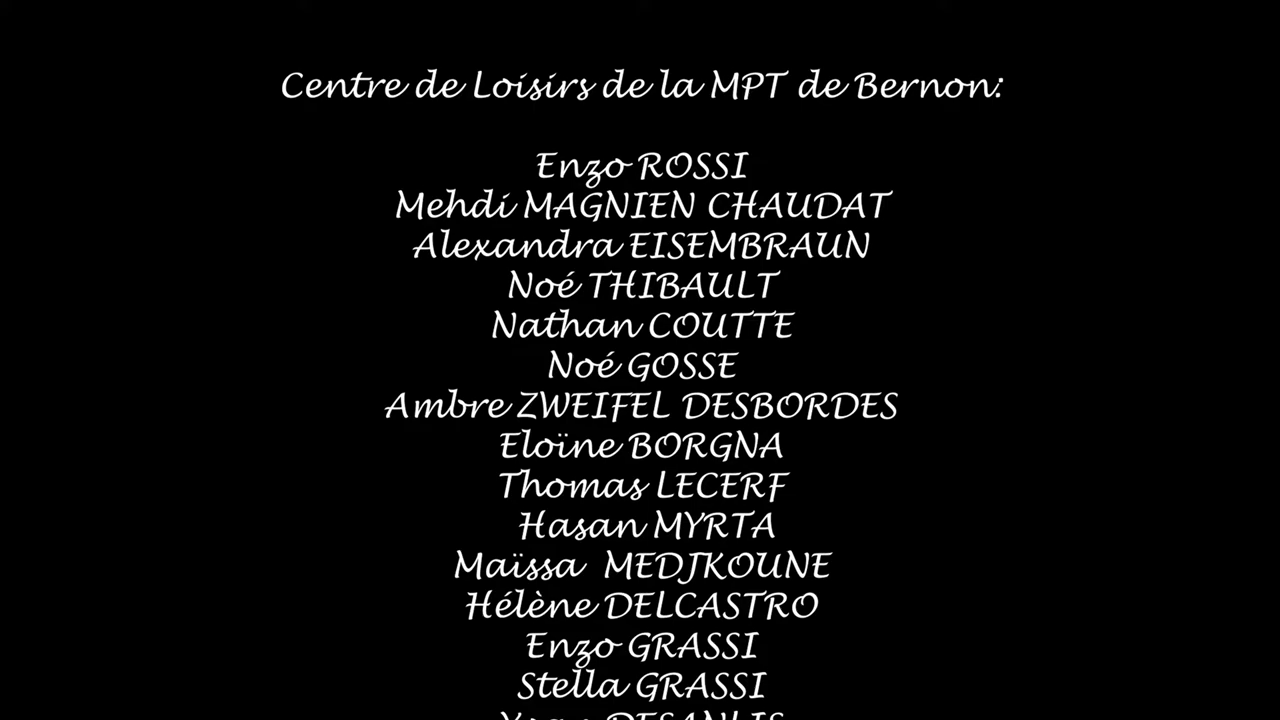 Centre de Loisirs de la MPT de Bernon:
Enzo ROSSI
Mehdi MAGNIEN CHAUDAT
Alexandra EISEMBRAUN
Noé THIBAULT
Nathan COUTTE
Noé GOSSE
Ambre ZWEIFEL DESBORDES
Eloïne BORGNA
Thomas LECERF
Hasan MYRTA
Maïssa  MEDJKOUNE
Hélène DELCASTRO
Enzo GRASSI
Stella GRASSI